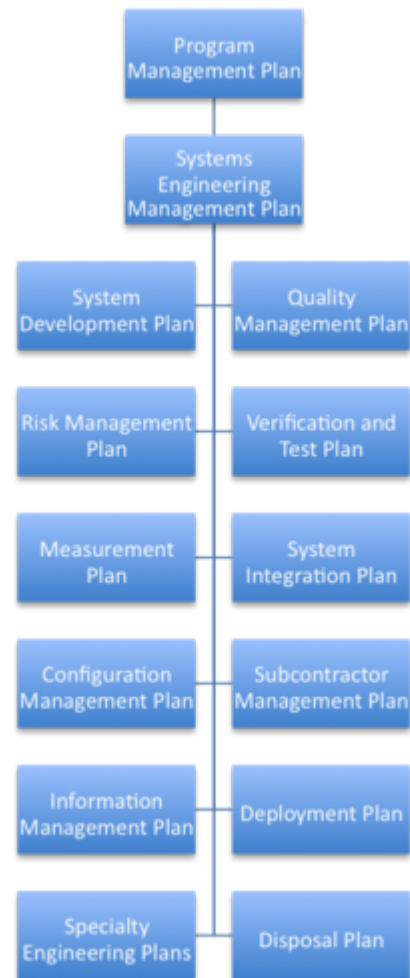 Program
Management Plan
Systems
Engineering
Management Plan
System
Development Plan
Quality
Management Plan
Risk Management
Plan
Verification and
Test Plan
Measurement
Plan
System
Integration Plan
Configuration
Management Plan
Subcontractor
Management Plan
Information
Management Plan
Deployment Plan
Specialty
Engineering Plans
Disposal Plan